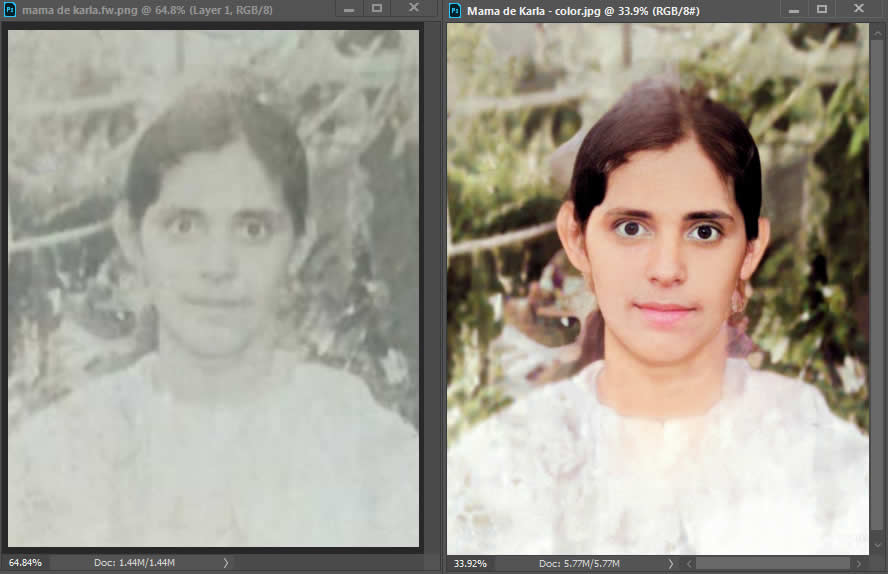 Ps mama de karla.fw.png @ 64.8% (Layer 1, RGB/8)
Ps Mama de Karla - color.jpg @ 33.9% (RGB/8#)
64.84% Doc: 1.44M/1.44M
33.92% Doc: 5.77M/5.77M